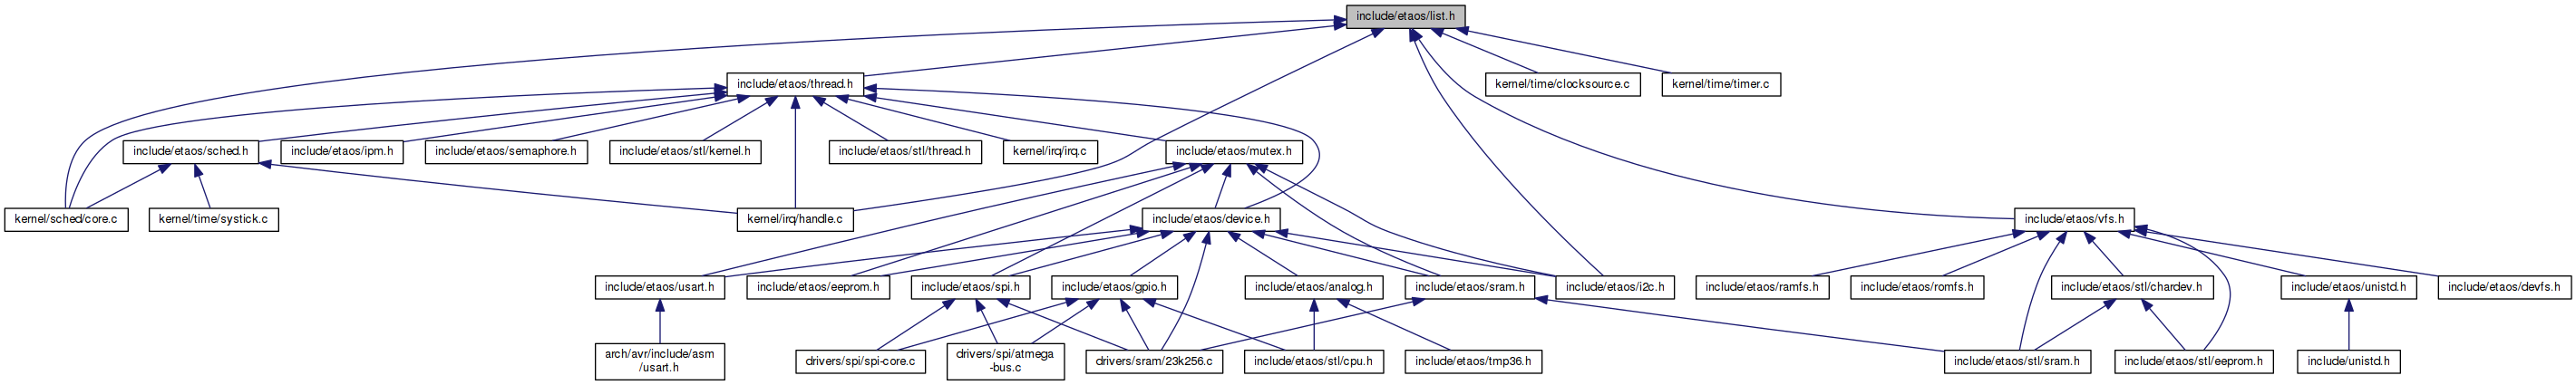 include/etaos/list.h
include/etaos/thread.h
kernel/time/clocksource.c
kernel/time/timer.c
include/etaos/sched.h
include/etaos/ipm.h
include/etaos/semaphore.h
include/etaos/stl/kernel.h
include/etaos/stl/thread.h
kernel/irq/irq.c
include/etaos/mutex.h
kernel/sched/core.c
kernel/time/systick.c
kernel/irq/handle.c
include/etaos/device.h
include/etaos/vfs.h
include/etaos/usart.h
include/etaos/eeprom.h
include/etaos/spi.h
include/etaos/gpio.h
include/etaos/analog.h
include/etaos/sram.h
include/etaos/i2c.h
include/etaos/ramfs.h
include/etaos/romfs.h
include/etaos/stl/chardev.h
include/etaos/unistd.h
include/etaos/devfs.h
arch/avr/include/asm
/usart.h
drivers/spi/spi-core.c
drivers/spi/atmega
-bus.c
drivers/sram/23k256.c
include/etaos/stl/cpu.h
include/etaos/tmp36.h
include/etaos/stl/sram.h
include/etaos/stl/eeprom.h
include/unistd.h